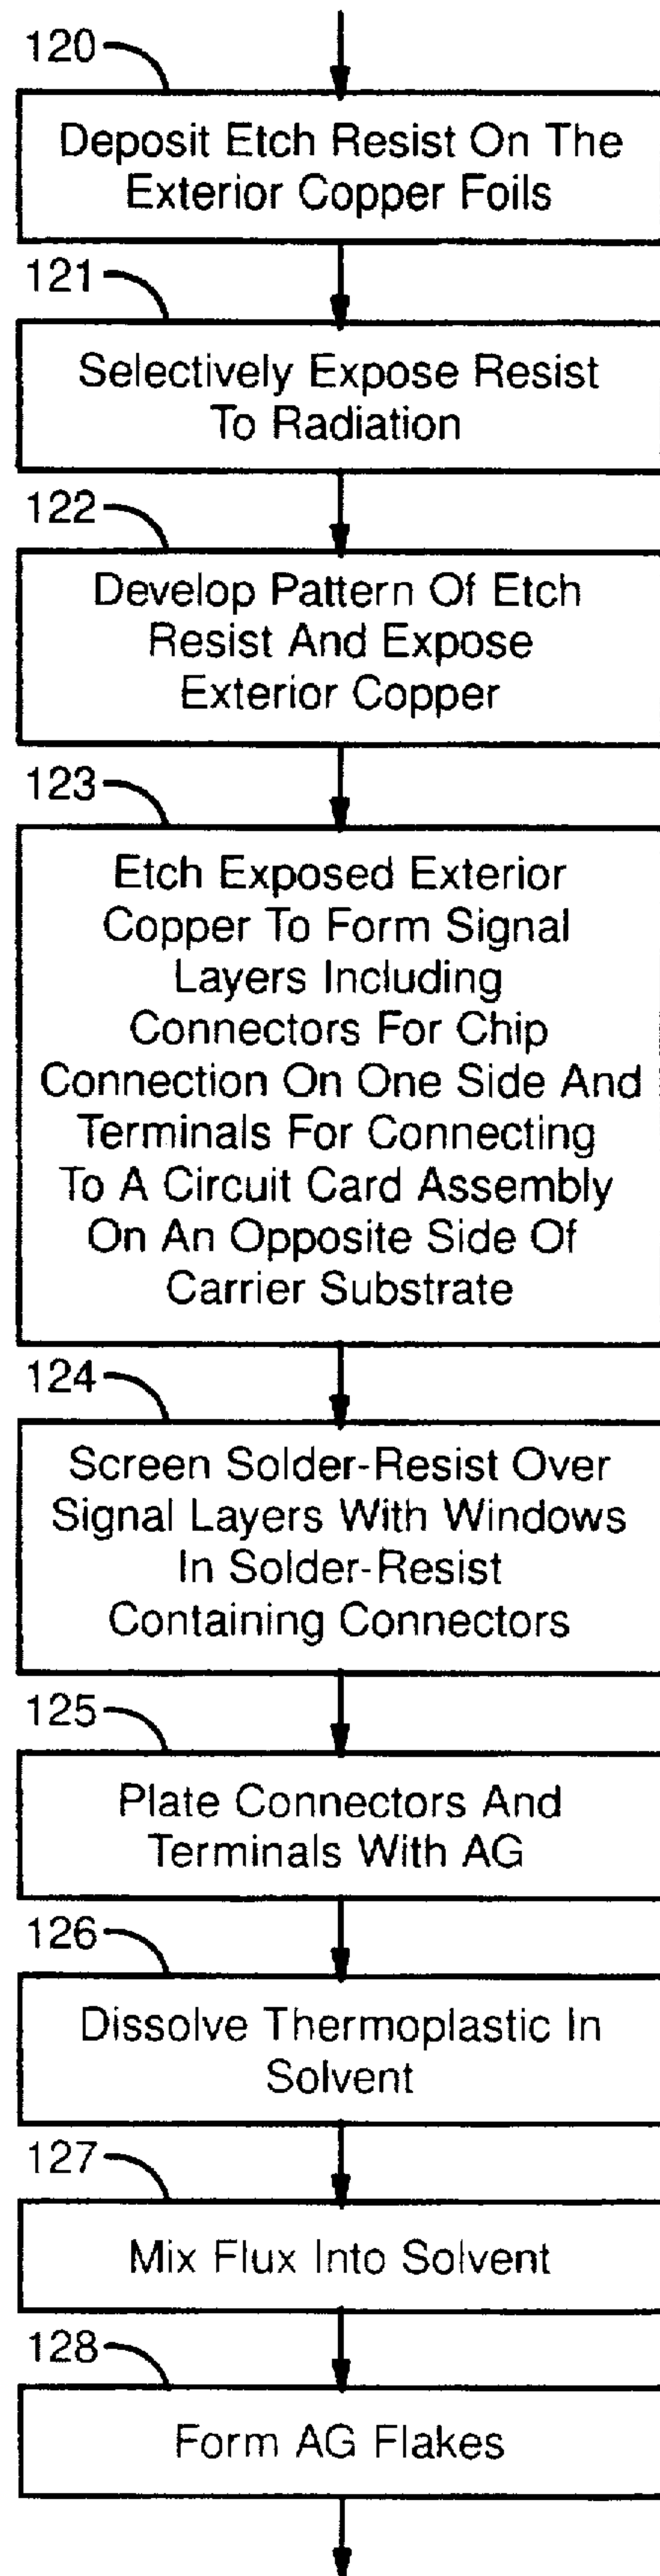 120
Deposit Etch Resist On The
Exterior Copper Foils
121
Selectively Expose Resist
To Radiation
122
Develop Pattern Of Etch
Resist And Expose
Exterior Copper
123
Etch Exposed Exterior
Copper To Form Signal
Layers Including
Connectors For Chip
Connection On One Side And
Terminals For Connecting
To A Circuit Card Assembly
On An Opposite Side Of
Carrier Substrate
124
Screen Solder-Resist Over
Signal Layers With Windows
In Solder-Resist
Containing Connectors
125
Plate Connectors And
Terminals With AG
126
Dissolve Thermoplastic In
Solvent
127
Mix Flux Into Solvent
128
Form AG Flakes